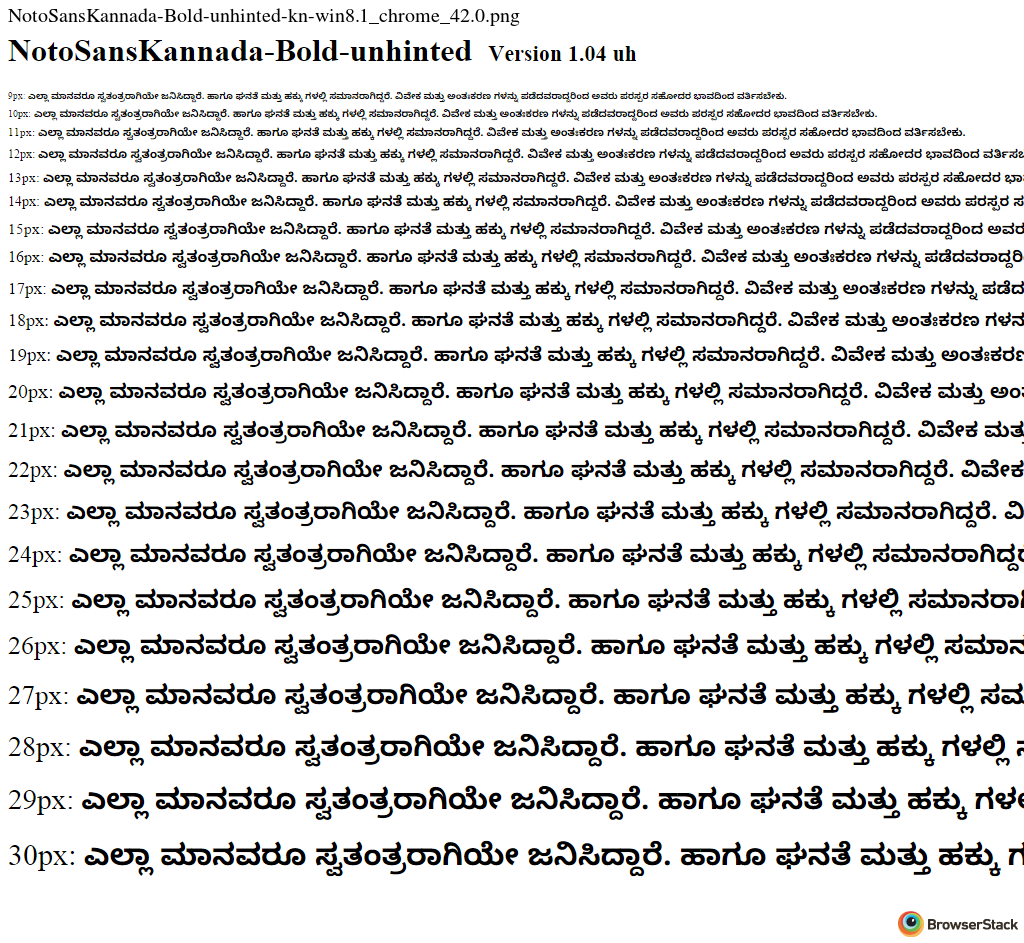 NotoSansKannada-Bold-unhinted-kn-win8.1_chrome_42.0.png
NotoSansKannada-Bold-unhinted Version 1.04 uh
9px: ಎಲ್ಲಾ ಮಾನವರೂ ಸ್ವತಂತ್ರರಾಗಿಯೇ ಜನಿಸಿದ್ದಾರೆ. ಹಾಗೂ ಘನತೆ ಮತ್ತು ಹಕ್ಕು ಗಳಲ್ಲಿ ಸಮಾನರಾಗಿದ್ದರೆ. ವಿವೇಕ ಮತ್ತು ಅಂತಃಕರಣ ಗಳನ್ನು ಪಡೆದವರಾದ್ದರಿಂದ ಅವರು ಪರಸ್ಪರ ಸಹೋದರ ಭಾವದಿಂದ ವರ್ತಿಸಬೇಕು.
10px: ಎಲ್ಲಾ ಮಾನವರೂ ಸ್ವತಂತ್ರರಾಗಿಯೇ ಜನಿಸಿದ್ದಾರೆ. ಹಾಗೂ ಘನತೆ ಮತ್ತು ಹಕ್ಕು ಗಳಲ್ಲಿ ಸಮಾನರಾಗಿದ್ದರೆ. ವಿವೇಕ ಮತ್ತು ಅಂತಃಕರಣ ಗಳನ್ನು ಪಡೆದವರಾದ್ದರಿಂದ ಅವರು ಪರಸ್ಪರ ಸಹೋದರ ಭಾವದಿಂದ ವರ್ತಿಸಬೇಕು.
11px: ಎಲ್ಲಾ ಮಾನವರೂ ಸ್ವತಂತ್ರರಾಗಿಯೇ ಜನಿಸಿದ್ದಾರೆ. ಹಾಗೂ ಘನತೆ ಮತ್ತು ಹಕ್ಕು ಗಳಲ್ಲಿ ಸಮಾನರಾಗಿದ್ದರೆ. ವಿವೇಕ ಮತ್ತು ಅಂತಃಕರಣ ಗಳನ್ನು ಪಡೆದವರಾದ್ದರಿಂದ ಅವರು ಪರಸ್ಪರ ಸಹೋದರ ಭಾವದಿಂದ ವರ್ತಿಸಬೇಕು.
12px: ಎಲ್ಲಾ ಮಾನವರೂ ಸ್ವತಂತ್ರರಾಗಿಯೇ ಜನಿಸಿದ್ದಾರೆ. ಹಾಗೂ ಘನತೆ ಮತ್ತು ಹಕ್ಕು ಗಳಲ್ಲಿ ಸಮಾನರಾಗಿದ್ದರೆ. ವಿವೇಕ ಮತ್ತು ಅಂತಃಕರಣ ಗಳನ್ನು ಪಡೆದವರಾದ್ದರಿಂದ ಅವರು ಪರಸ್ಪರ ಸಹೋದರ ಭಾವದಿಂದ
13px: ಎಲ್ಲಾ ಮಾನವರೂ ಸ್ವತಂತ್ರರಾಗಿಯೇ ಜನಿಸಿದ್ದಾರೆ. ಹಾಗೂ ಘನತೆ ಮತ್ತು ಹಕ್ಕು ಗಳಲ್ಲಿ ಸಮಾನರಾಗಿದ್ದರೆ. ವಿವೇಕ ಮತ್ತು ಅಂತಃಕರಣ ಗಳನ್ನು ಪಡೆದವರಾದ್ದರಿಂದ ಅವರು ಪರಸ್ಪರ ಸಹೋದರ
14px: ಎಲ್ಲಾ ಮಾನವರೂ ಸ್ವತಂತ್ರರಾಗಿಯೇ ಜನಿಸಿದ್ದಾರೆ. ಹಾಗೂ ಘನತೆ ಮತ್ತು ಹಕ್ಕು ಗಳಲ್ಲಿ ಸಮಾನರಾಗಿದ್ದರೆ. ವಿವೇಕ ಮತ್ತು ಅಂತಃಕರಣ ಗಳನ್ನು ಪಡೆದವರಾದ್ದರಿಂದ ಅವರು ಪರಸ್ಪರ
15px: ಎಲ್ಲಾ ಮಾನವರೂ ಸ್ವತಂತ್ರರಾಗಿಯೇ ಜನಿಸಿದ್ದಾರೆ. ಹಾಗೂ ಘನತೆ ಮತ್ತು ಹಕ್ಕು ಗಳಲ್ಲಿ ಸಮಾನರಾಗಿದ್ದರೆ. ವಿವೇಕ ಮತ್ತು ಅಂತಃಕರಣ ಗಳನ್ನು ಪಡೆದವರಾದ್ದರಿಂದ
16px: ಎಲ್ಲಾ ಮಾನವರೂ ಸ್ವತಂತ್ರರಾಗಿಯೇ ಜನಿಸಿದ್ದಾರೆ. ಹಾಗೂ ಘನತೆ ಮತ್ತು ಹಕ್ಕು ಗಳಲ್ಲಿ ಸಮಾನರಾಗಿದ್ದರೆ. ವಿವೇಕ ಮತ್ತು ಅಂತಃಕರಣ ಗಳನ್ನು
17px: ಎಲ್ಲಾ ಮಾನವರೂ ಸ್ವತಂತ್ರರಾಗಿಯೇ ಜನಿಸಿದ್ದಾರೆ. ಹಾಗೂ ಘನತೆ ಮತ್ತು ಹಕ್ಕು ಗಳಲ್ಲಿ ಸಮಾನರಾಗಿದ್ದರೆ. ವಿವೇಕ ಮತ್ತು ಅಂತಃಕರಣ ಗಳನ್ನು
18px: ಎಲ್ಲಾ ಮಾನವರೂ ಸ್ವತಂತ್ರರಾಗಿಯೇ ಜನಿಸಿದ್ದಾರೆ. ಹಾಗೂ ಘನತೆ ಮತ್ತು ಹಕ್ಕು ಗಳಲ್ಲಿ ಸಮಾನರಾಗಿದ್ದರೆ. ವಿವೇಕ ಮತ್ತು ಅಂತಃಕರಣ
19px: ಎಲ್ಲಾ ಮಾನವರೂ ಸ್ವತಂತ್ರರಾಗಿಯೇ ಜನಿಸಿದ್ದಾರೆ. ಹಾಗೂ ಘನತೆ ಮತ್ತು ಹಕ್ಕು ಗಳಲ್ಲಿ ಸಮಾನರಾಗಿದ್ದರೆ. ವಿವೇಕ ಮತ್ತು
20px: ಎಲ್ಲಾ ಮಾನವರೂ ಸ್ವತಂತ್ರರಾಗಿಯೇ ಜನಿಸಿದ್ದಾರೆ. ಹಾಗೂ ಘನತೆ ಮತ್ತು ಹಕ್ಕು ಗಳಲ್ಲಿ ಸಮಾನರಾಗಿದ್ದರೆ. ವಿವೇಕ ಮತ್ತು
21px: ಎಲ್ಲಾ ಮಾನವರೂ ಸ್ವತಂತ್ರರಾಗಿಯೇ ಜನಿಸಿದ್ದಾರೆ. ಹಾಗೂ ಘನತೆ ಮತ್ತು ಹಕ್ಕು ಗಳಲ್ಲಿ ಸಮಾನರಾಗಿದ್ದರೆ. ವಿವೇಕ
22px: ಎಲ್ಲಾ ಮಾನವರೂ ಸ್ವತಂತ್ರರಾಗಿಯೇ ಜನಿಸಿದ್ದಾರೆ. ಹಾಗೂ ಘನತೆ ಮತ್ತು ಹಕ್ಕು ಗಳಲ್ಲಿ ಸಮಾನರಾಗಿದ್ದರೆ. ವಿವೇಕ
23px: ಎಲ್ಲಾ ಮಾನವರೂ ಸ್ವತಂತ್ರರಾಗಿಯೇ ಜನಿಸಿದ್ದಾರೆ. ಹಾಗೂ ಘನತೆ ಮತ್ತು ಹಕ್ಕು ಗಳಲ್ಲಿ ಸಮಾನರಾಗಿದ್ದರೆ.
24px: ಎಲ್ಲಾ ಮಾನವರೂ ಸ್ವತಂತ್ರರಾಗಿಯೇ ಜನಿಸಿದ್ದಾರೆ. ಹಾಗೂ ಘನತೆ ಮತ್ತು ಹಕ್ಕು ಗಳಲ್ಲಿ
25px: ಎಲ್ಲಾ ಮಾನವರೂ ಸ್ವತಂತ್ರರಾಗಿಯೇ ಜನಿಸಿದ್ದಾರೆ. ಹಾಗೂ ಘನತೆ ಮತ್ತು ಹಕ್ಕು ಗಳಲ್ಲಿ
26px: ಎಲ್ಲಾ ಮಾನವರೂ ಸ್ವತಂತ್ರರಾಗಿಯೇ ಜನಿಸಿದ್ದಾರೆ. ಹಾಗೂ ಘನತೆ ಮತ್ತು ಹಕ್ಕು ಗಳಲ್ಲಿ
27px: ಎಲ್ಲಾ ಮಾನವರೂ ಸ್ವತಂತ್ರರಾಗಿಯೇ ಜನಿಸಿದ್ದಾರೆ. ಹಾಗೂ ಘನತೆ ಮತ್ತು ಹಕ್ಕು ಗಳಲ್ಲಿ
28px: ಎಲ್ಲಾ ಮಾನವರೂ ಸ್ವತಂತ್ರರಾಗಿಯೇ ಜನಿಸಿದ್ದಾರೆ. ಹಾಗೂ ಘನತೆ ಮತ್ತು ಹಕ್ಕು ಗಳಲ್ಲಿ
29px: ಎಲ್ಲಾ ಮಾನವರೂ ಸ್ವತಂತ್ರರಾಗಿಯೇ ಜನಿಸಿದ್ದಾರೆ. ಹಾಗೂ ಘನತೆ ಮತ್ತು ಹಕ್ಕು
30px: ಎಲ್ಲಾ ಮಾನವರೂ ಸ್ವತಂತ್ರರಾಗಿಯೇ ಜನಿಸಿದ್ದಾರೆ. ಹಾಗೂ ಘನತೆ ಮತ್ತು ಹಕ್ಕು
BrowserStack